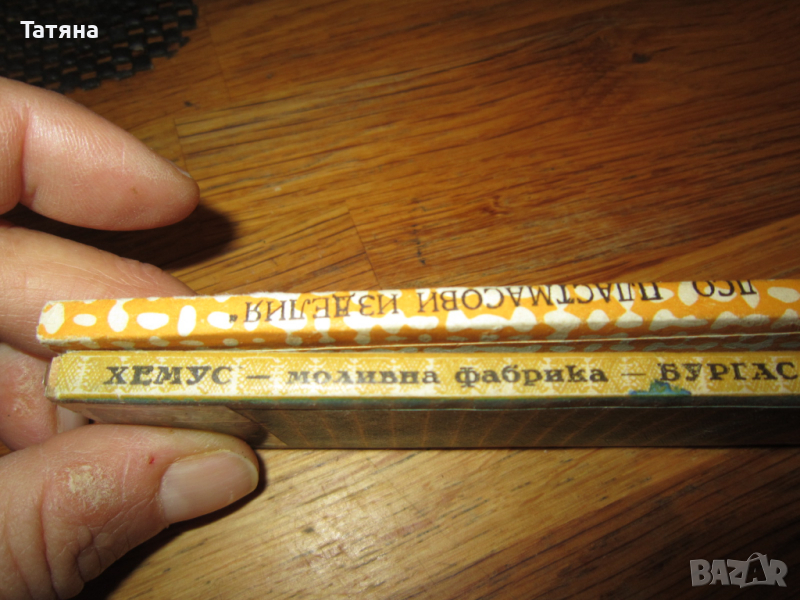 Татяна
ДСО ПЛАСТМАСОВИ ИЗДЕЛИЯ"
ХЕМУС — моливна фабрика — БУРГАС
BAZAR